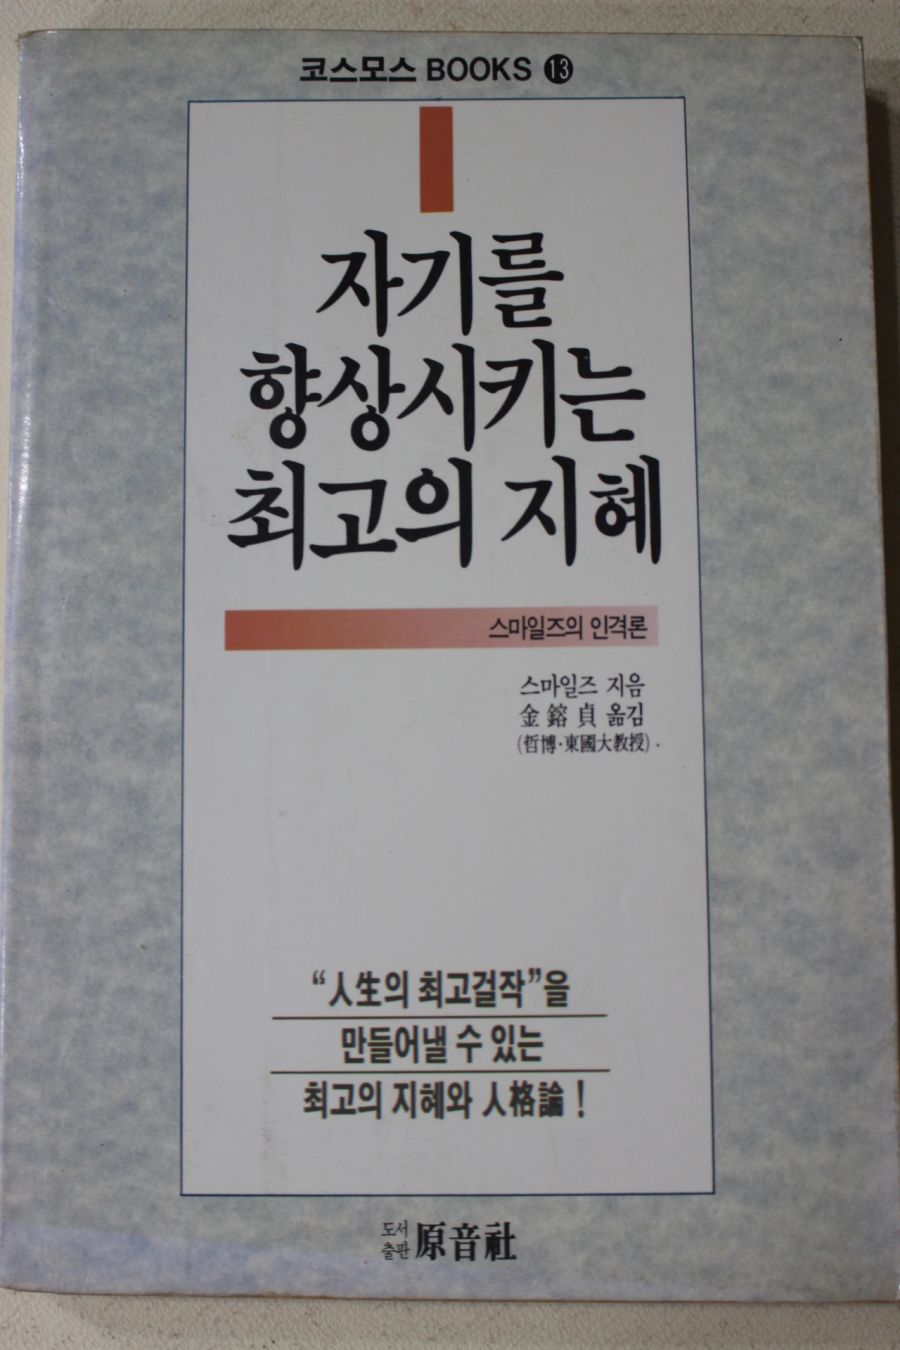 코스모스 BOOKS ⓭
자기를
향상시키는
최고의 지혜
스마일즈의 인격론
스마일즈 지음
金鎔貞 옮김
(哲博·東國大敎授)
“人生의 최고걸작”을
만들어낼 수 있는
최고의 지혜와 人格論!
도서출판 原音社